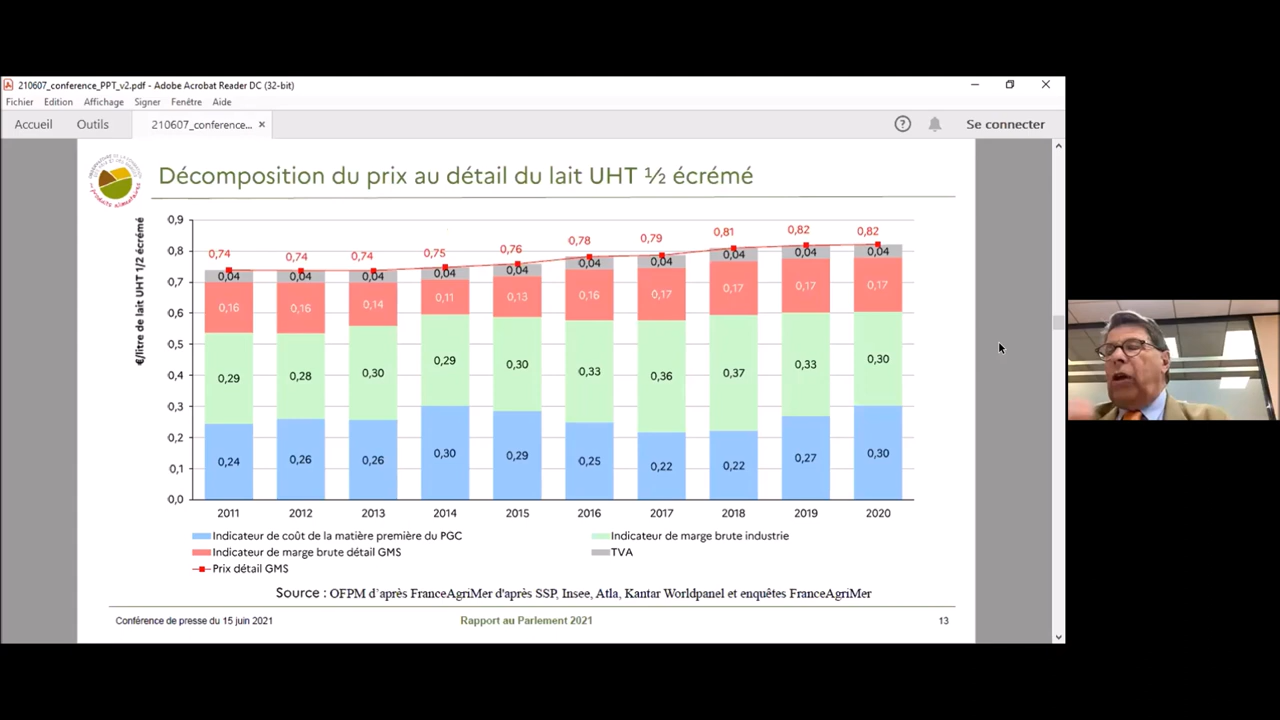 210607_conference_PPT_v2.pdf - Adobe Acrobat Reader DC (32-bit)
Fichier Edition Affichage Signer Fenêtre Aide
Accueil Outils 210607_conference... × ? Se connecter
produits alimentaires
Décomposition du prix au détail du lait UHT ½ écrémé
€/litre de lait UHT 1/2 écrémé
0,9
0,8
0,7
0,6
0,5
0,4
0,3
0,2
0,1
0,0
0,74 0,74 0,74 0,75 0,76 0,78 0,79 0,81 0,82 0,82
0,04 0,04 0,04 0,04 0,04 0,04 0,04 0,04 0,04 0,04
0,16 0,16 0,14 0,11 0,13 0,16 0,17 0,17 0,17 0,17
0,29 0,28 0,30 0,29 0,30 0,33 0,36 0,37 0,33 0,30
0,24 0,26 0,26 0,30 0,29 0,25 0,22 0,22 0,27 0,30
2011 2012 2013 2014 2015 2016 2017 2018 2019 2020
Indicateur de coût de la matière première du PGC Indicateur de marge brute industrie
Indicateur de marge brute détail GMS TVA
Prix détail GMS
Source : OFPM d'après FranceAgriMer d'après SSP, Insee, Atla, Kantar Worldpanel et enquêtes FranceAgriMer
Conférence de presse du 15 juin 2021 Rapport au Parlement 2021 13